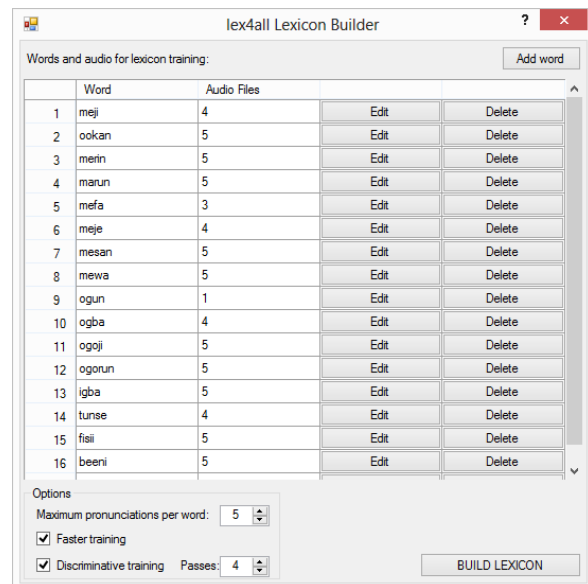 lex4all Lexicon Builder ? ×
Words and audio for lexicon training: Add word
Word Audio Files
1 meji 4 Edit Delete
2 ookan 5 Edit Delete
3 merin 5 Edit Delete
4 marun 5 Edit Delete
5 mefa 3 Edit Delete
6 meje 4 Edit Delete
7 mesan 5 Edit Delete
8 mewa 5 Edit Delete
9 ogun 1 Edit Delete
10 ogba 4 Edit Delete
11 ogoji 5 Edit Delete
12 ogorun 5 Edit Delete
13 igba 5 Edit Delete
14 tunse 4 Edit Delete
15 fisii 5 Edit Delete
16 beeni 5 Edit Delete
Options
Maximum pronunciations per word: 5
Faster training
Discriminative training Passes: 4 BUILD LEXICON